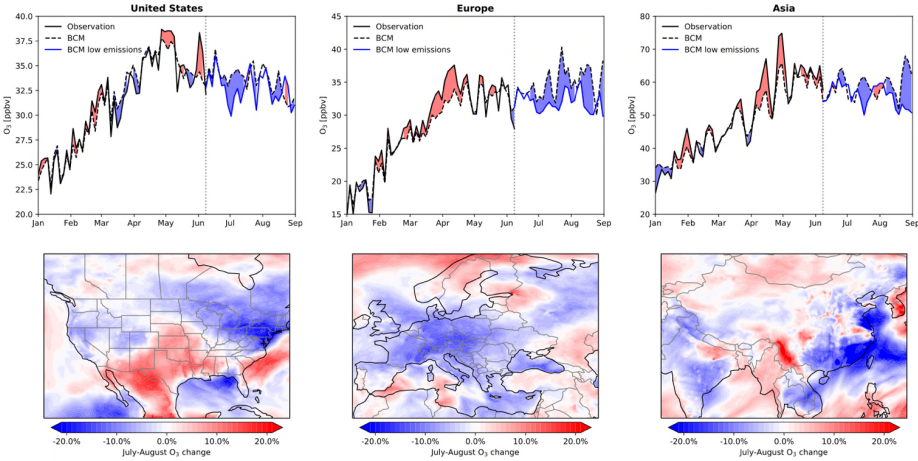 United States
Europe
Asia
40.0
37.5
35.0
32.5
30.0
27.5
25.0
22.5
20.0
O3 [ppbv]
Observation
BCM
BCM low emissions
Jan Feb Mar Apr May Jun Jul Aug Sep
45
40
35
30
25
20
15
O3 [ppbv]
Observation
BCM
BCM low emissions
Jan Feb Mar Apr May Jun Jul Aug Sep
80
70
60
50
40
30
20
O3 [ppbv]
Observation
BCM
BCM low emissions
Jan Feb Mar Apr May Jun Jul Aug Sep
-20.0% -10.0% 0.0% 10.0% 20.0%
July-August O3 change
-20.0% -10.0% 0.0% 10.0% 20.0%
July-August O3 change
-20.0% -10.0% 0.0% 10.0% 20.0%
July-August O3 change